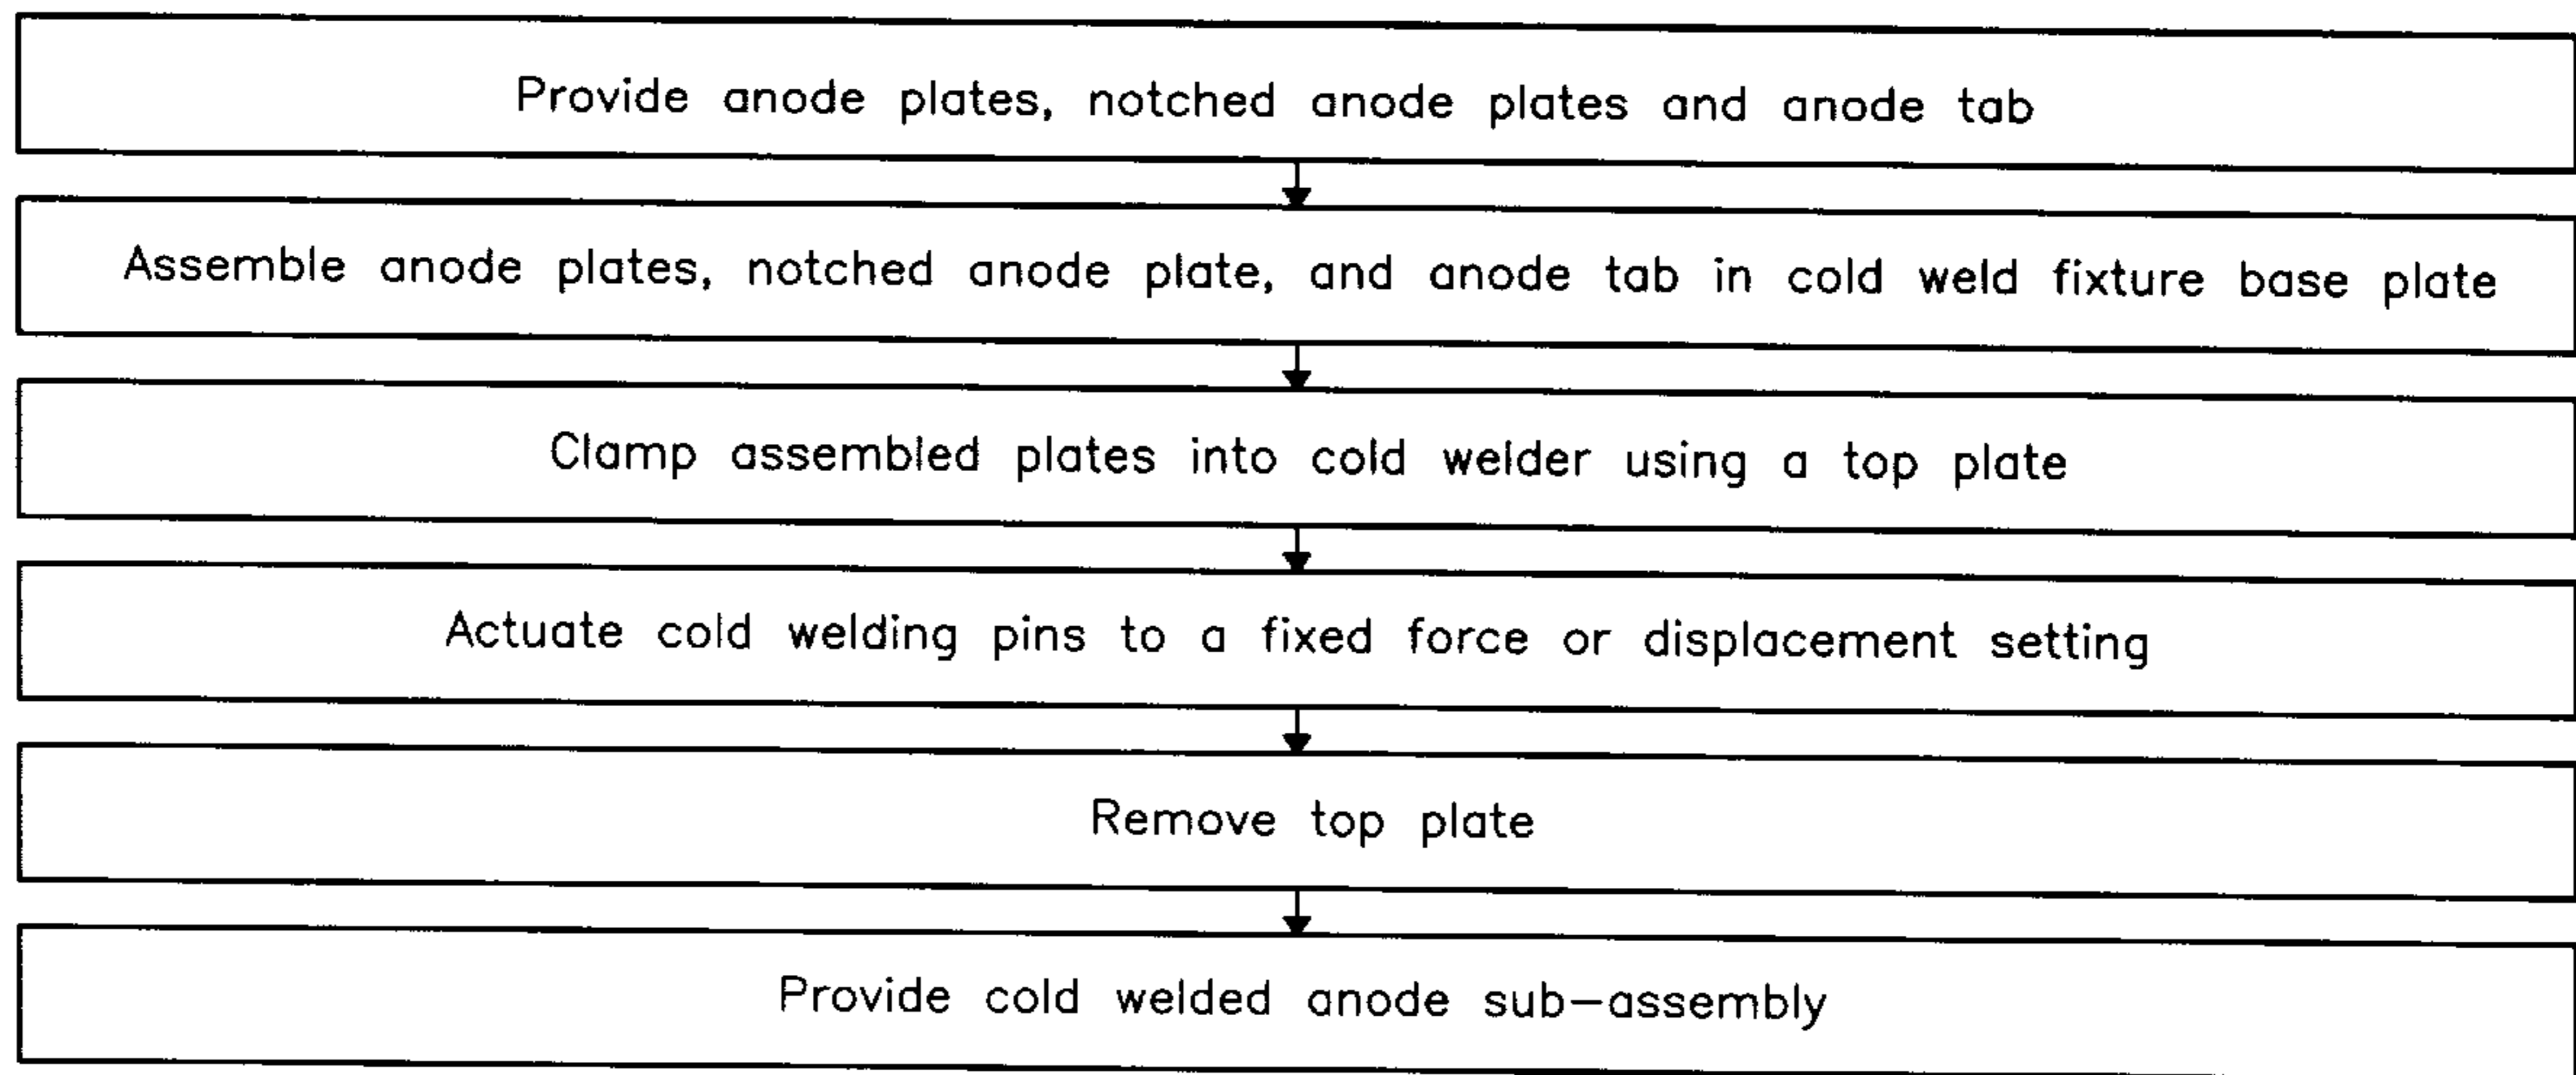 Provide anode plates, notched anode plates and anode tab
Assemble anode plates, notched anode plate, and anode tab in cold weld fixture base plate
Clamp assembled plates into cold welder using a top plate
Actuate cold welding pins to a fixed force or displacement setting
Remove top plate
Provide cold welded anode sub-assembly